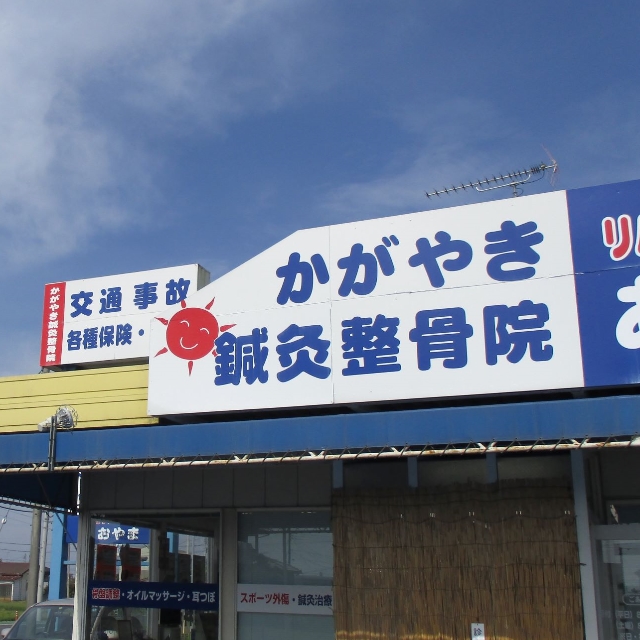 かがやき鍼灸整骨院
交通事故
各種保険・
かがやき
鍼灸整骨院
リ
お
おやま
・オイルマッサージ・耳つぼ
スポーツ外傷・鍼灸治療